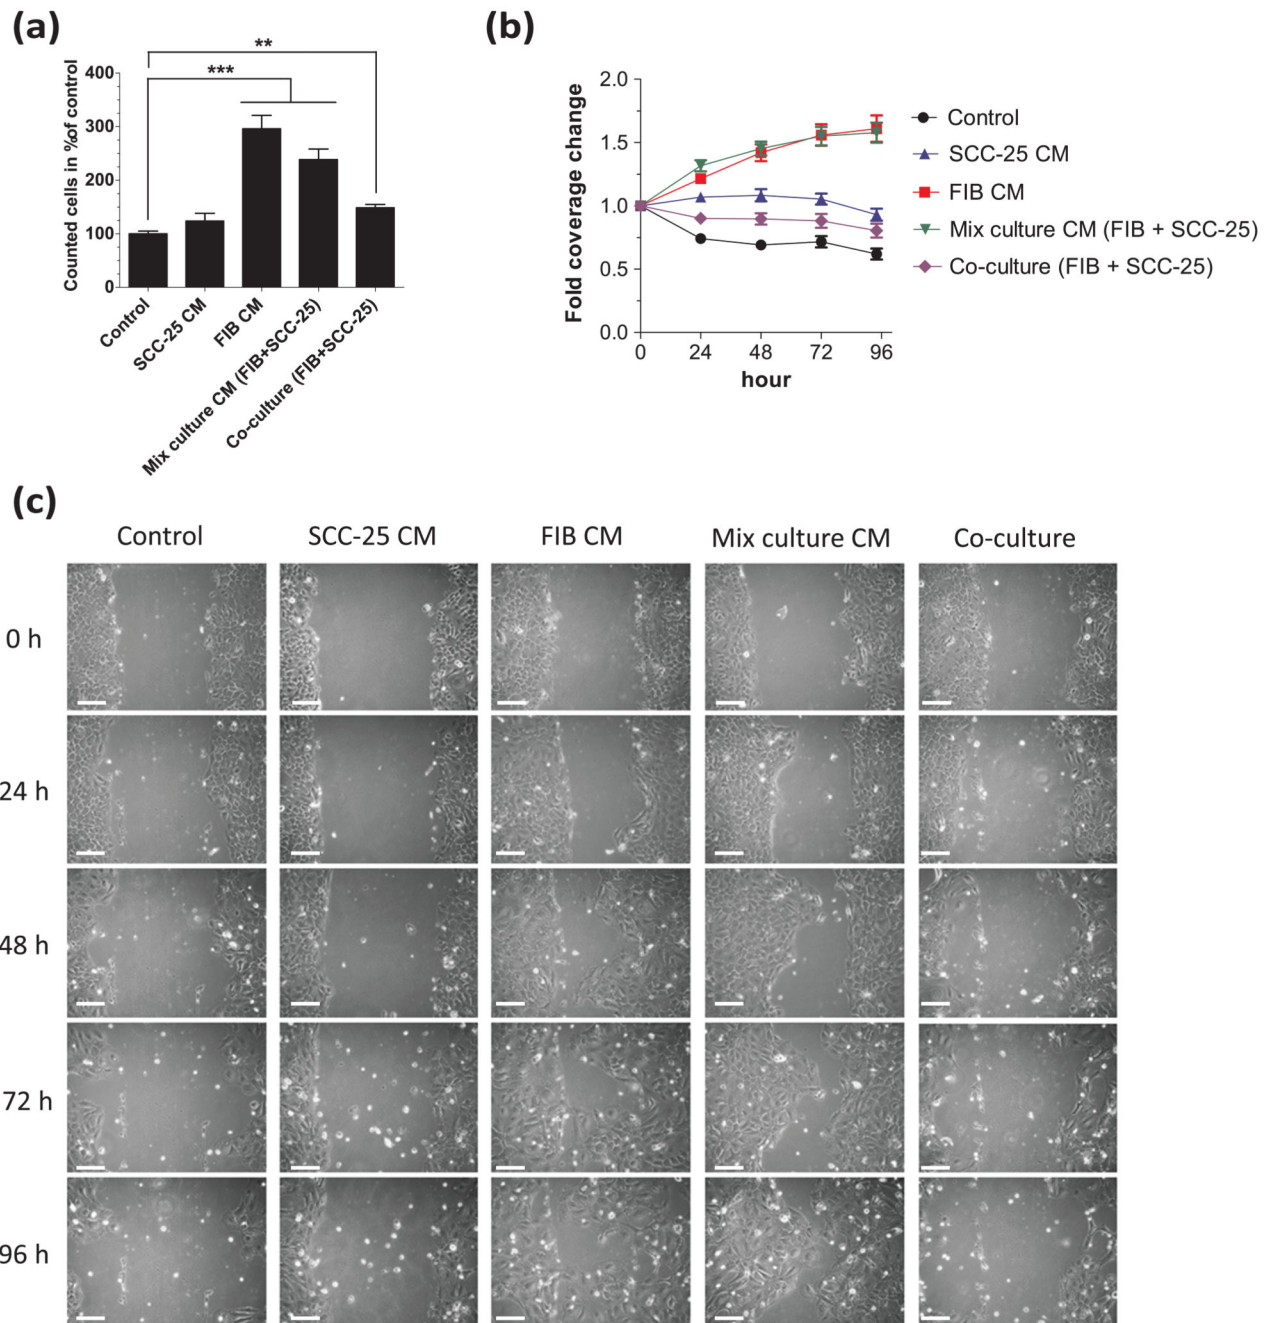 (a)
**
***
400
300
200
100
0
Counted cells in %of control
Control
SCC-25 CM
FIB CM
Mix culture CM (FIB+SCC-25)
Co-culture (FIB+SCC-25)
(b)
2.0
1.5
1.0
0.5
0.0
Fold coverage change
0 24 48 72 96
hour
Control
SCC-25 CM
FIB CM
Mix culture CM (FIB + SCC-25)
Co-culture (FIB + SCC-25)
(c)
Control SCC-25 CM FIB CM Mix culture CM Co-culture
0 h
24 h
48 h
72 h
96 h